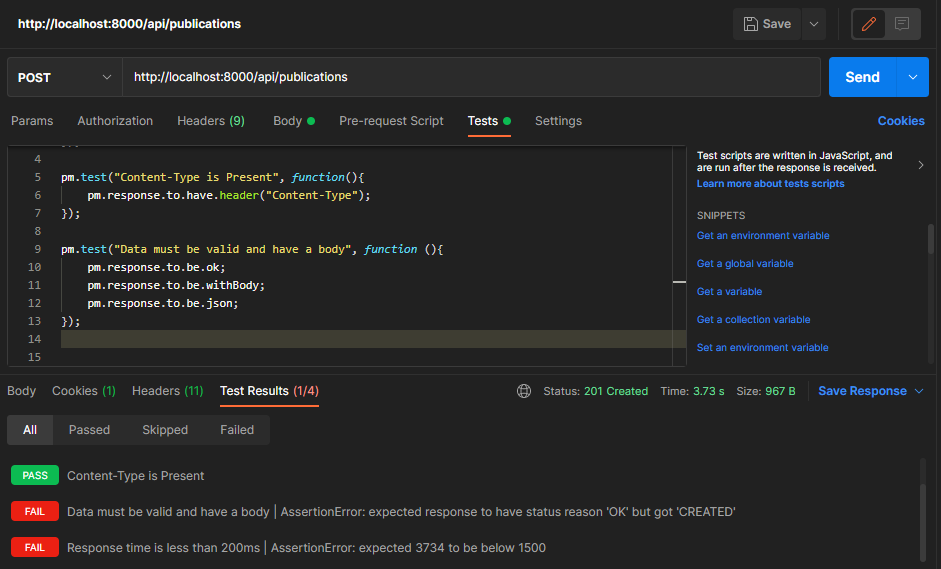 http://localhost:8000/api/publications
Save
POST
http://localhost:8000/api/publications
Send
Params Authorization Headers (9) Body Pre-request Script Tests Settings Cookies
4
5 pm.test("Content-Type is Present", function(){
6 pm.response.to.have.header("Content-Type");
7 });
8
9 pm.test("Data must be valid and have a body", function (){
10 pm.response.to.be.ok;
11 pm.response.to.be.withBody;
12 pm.response.to.be.json;
13 });
14
15
Test scripts are written in JavaScript, and
are run after the response is received.
Learn more about tests scripts
SNIPPETS
Get an environment variable
Get a global variable
Get a variable
Get a collection variable
Set an environment variable
Body Cookies (1) Headers (11) Test Results (1/4) Status: 201 Created Time: 3.73 s Size: 967 B Save Response
All Passed Skipped Failed
PASS Content-Type is Present
FAIL Data must be valid and have a body | AssertionError: expected response to have status reason 'OK' but got 'CREATED'
FAIL Response time is less than 200ms | AssertionError: expected 3734 to be below 1500